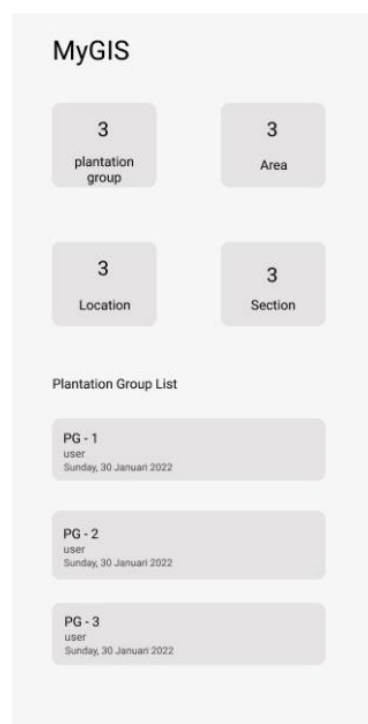 MyGIS
3
plantation
group
3
Area
3
Location
3
Section
Plantation Group List
PG - 1
user
Sunday, 30 Januari 2022
PG - 2
user
Sunday, 30 Januari 2022
PG - 3
user
Sunday, 30 Januari 2022